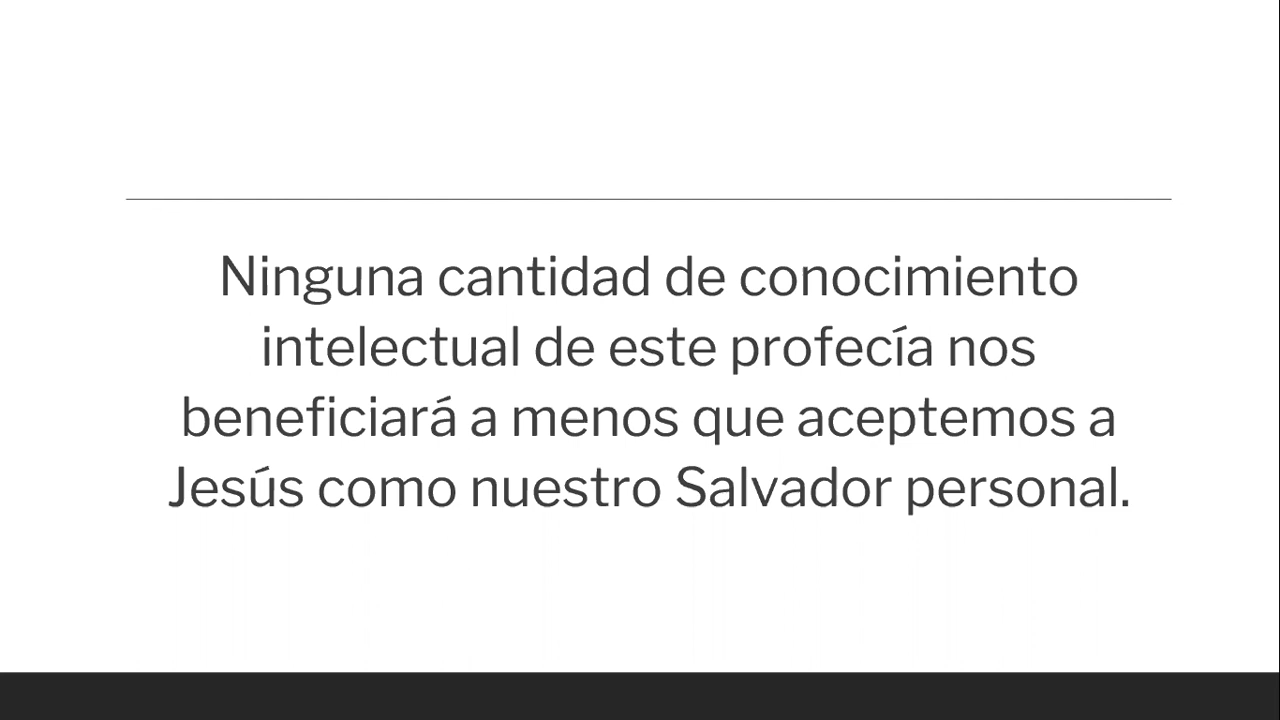 Ninguna cantidad de conocimiento
intelectual de este profecía nos
beneficiará a menos que aceptemos a
Jesús como nuestro Salvador personal.